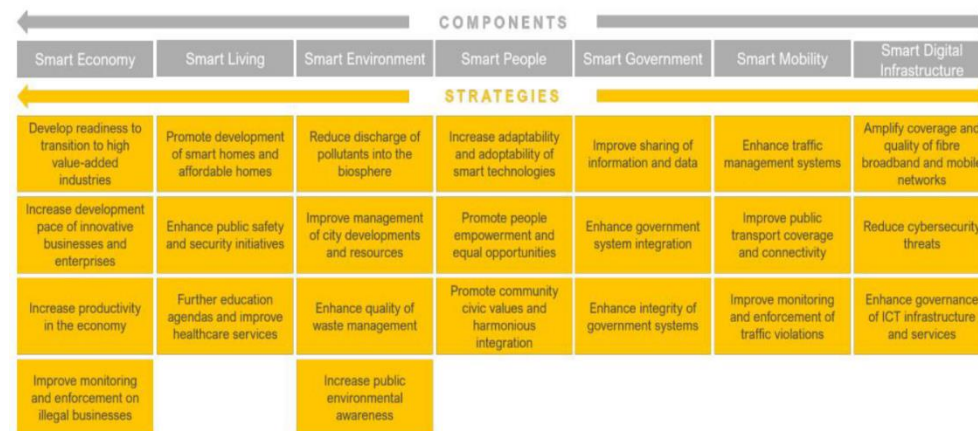 COMPONENTS
Smart Economy
Smart Living
Smart Environment
Smart People
Smart Government
Smart Mobility
Smart Digital
Infrastructure
STRATEGIES
Develop readiness to
transition to high
value-added
industries
Promote development
of smart homes and
affordable homes
Reduce discharge of
pollutants into the
biosphere
Increase adaptability
and adoptability of
smart technologies
Improve sharing of
information and data
Enhance traffic
management systems
Amplify coverage and
quality of fibre
broadband and mobile
networks
Increase development
pace of innovative
businesses and
enterprises
Enhance public safety
and security initiatives
Improve management
of city developments
and resources
Promote people
empowerment and
equal opportunities
Enhance government
system integration
Improve public
transport coverage
and connectivity
Reduce cybersecurity
threats
Increase productivity
in the economy
Further education
agendas and improve
healthcare services
Enhance quality of
waste management
Promote community
civic values and
harmonious
integration
Enhance integrity of
government systems
Improve monitoring
and enforcement of
traffic violations
Enhance governance
of ICT infrastructure
and services
Improve monitoring
and enforcement on
illegal businesses
Increase public
environmental
awareness